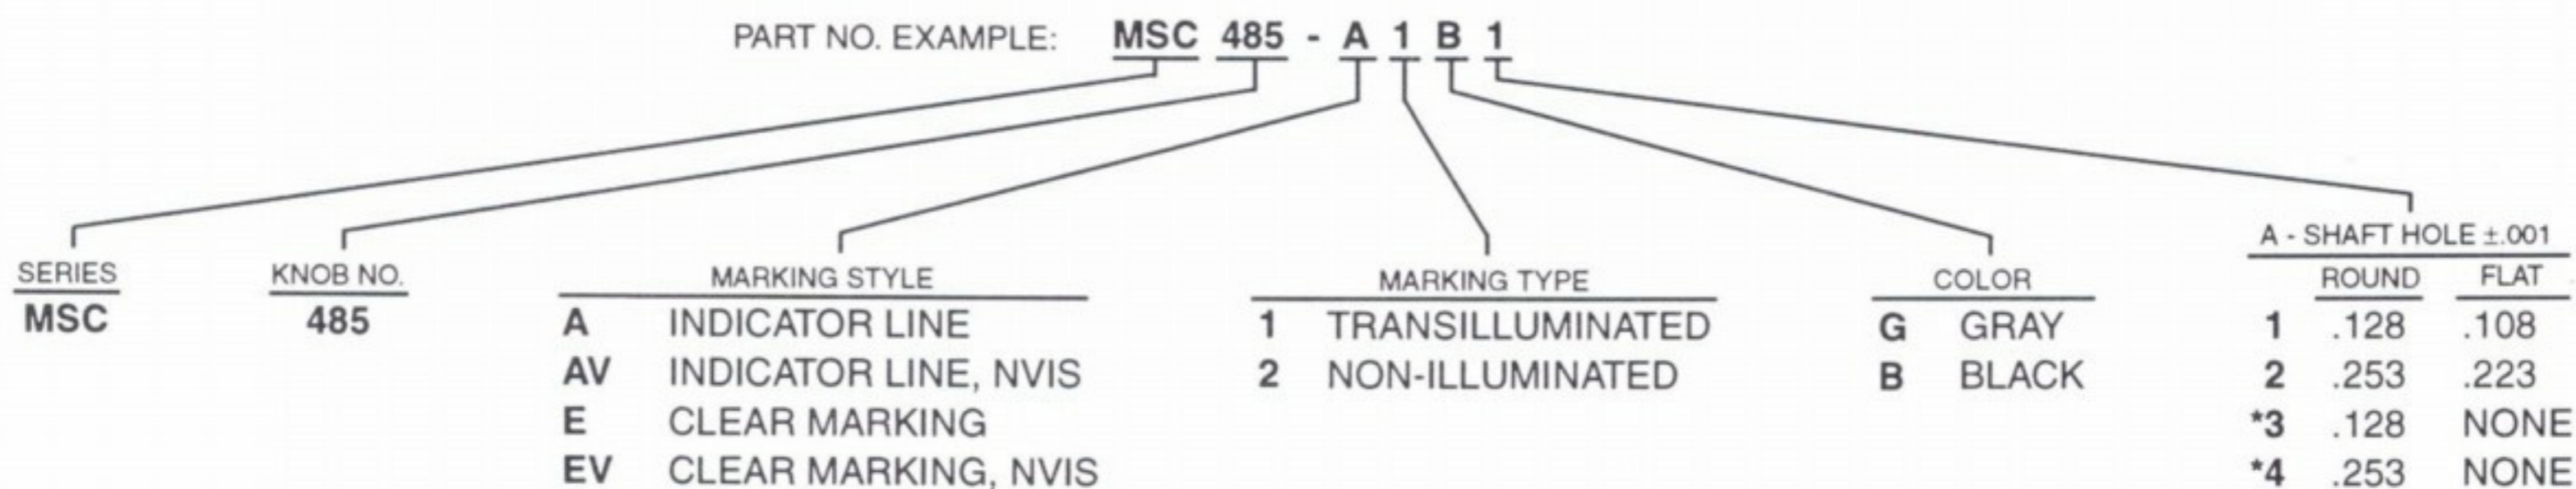 PART NO. EXAMPLE: MSC 485 - A 1 B 1
A - SHAFT HOLE ±.001
SERIES KNOB NO. MARKING STYLE MARKING TYPE COLOR ROUND FLAT
MSC 485 A INDICATOR LINE 1 TRANSILLUMINATED G GRAY 1 .128 .108
AV INDICATOR LINE, NVIS 2 NON-ILLUMINATED B BLACK 2 .253 .223
E CLEAR MARKING *3 .128 NONE
EV CLEAR MARKING, NVIS *4 .253 NONE